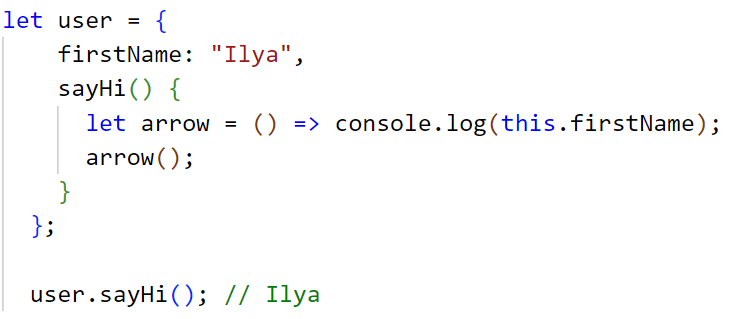 let user = {
firstName: "Ilya",
sayHi() {
let arrow = () => console.log(this.firstName);
arrow();
}
};
user.sayHi(); // Ilya